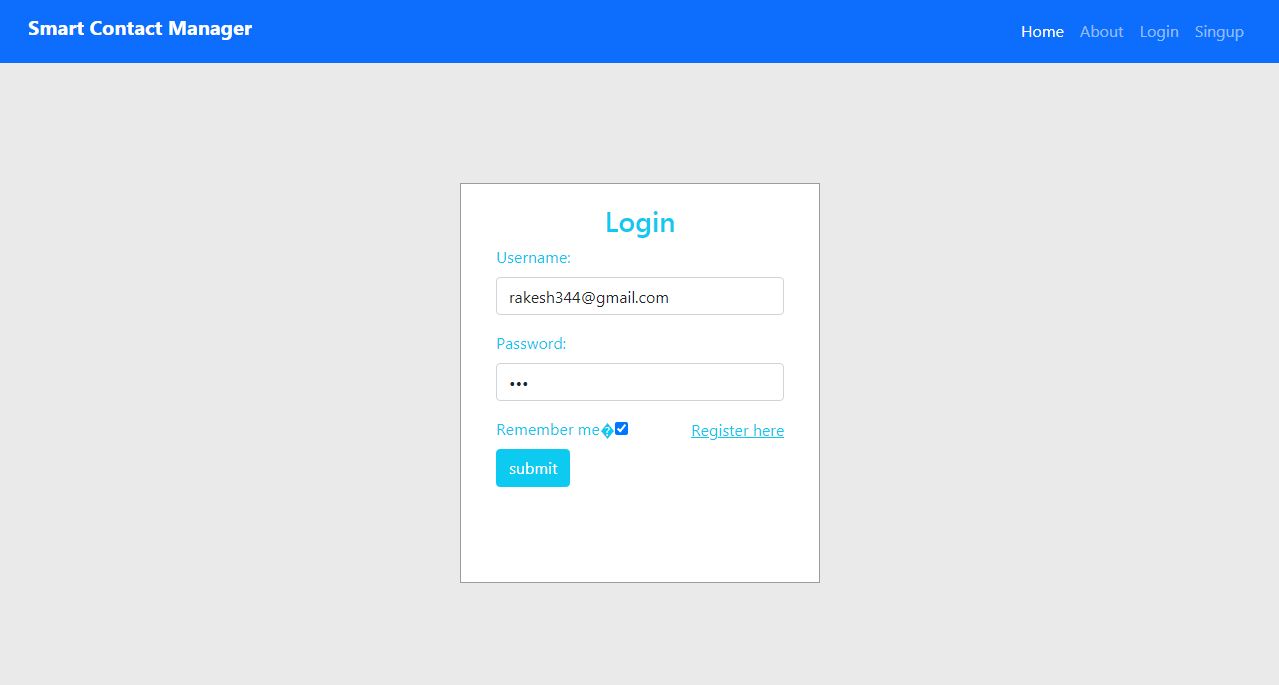 Smart Contact Manager
Home About Login Singup
Login
Username:
rakesh344@gmail.com
Password:
•••
Remember me�
Register here
submit